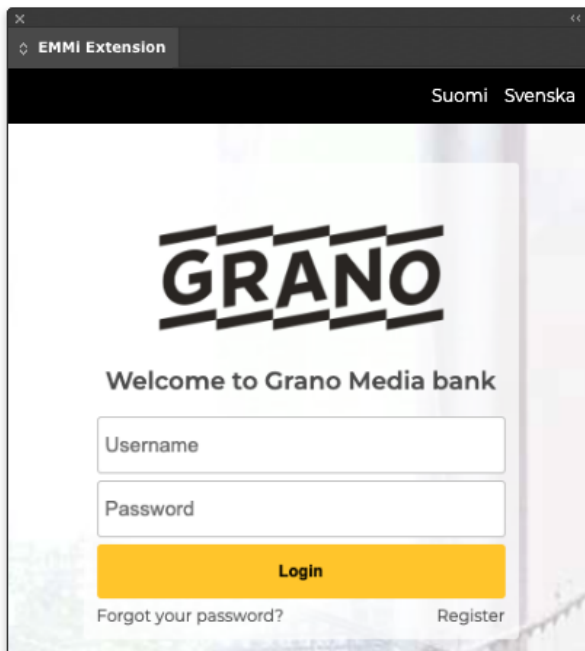 EMMi Extension
Suomi Svenska
GRANO
Welcome to Grano Media bank
Username
Password
Login
Forgot your password? Register